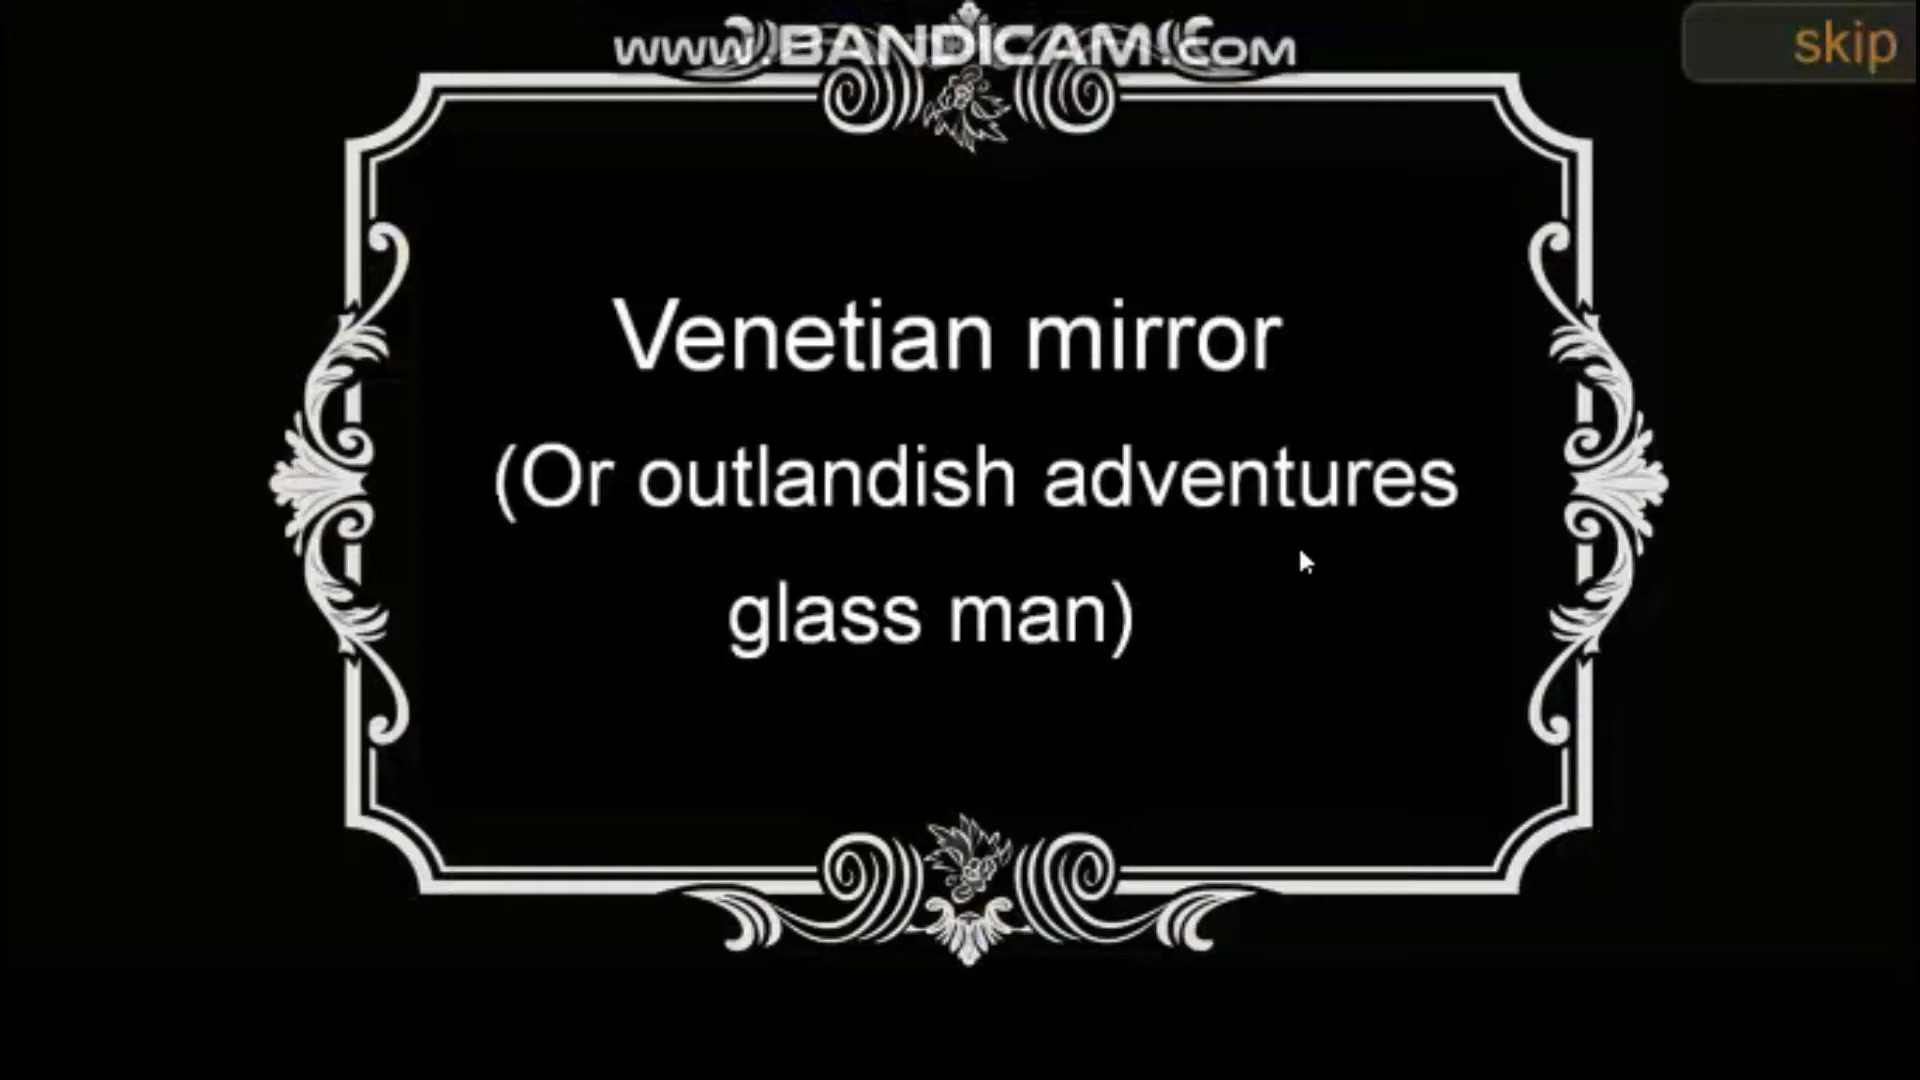 www.BANDICAM.COM
skip
Venetian mirror
(Or outlandish adventures
glass man)